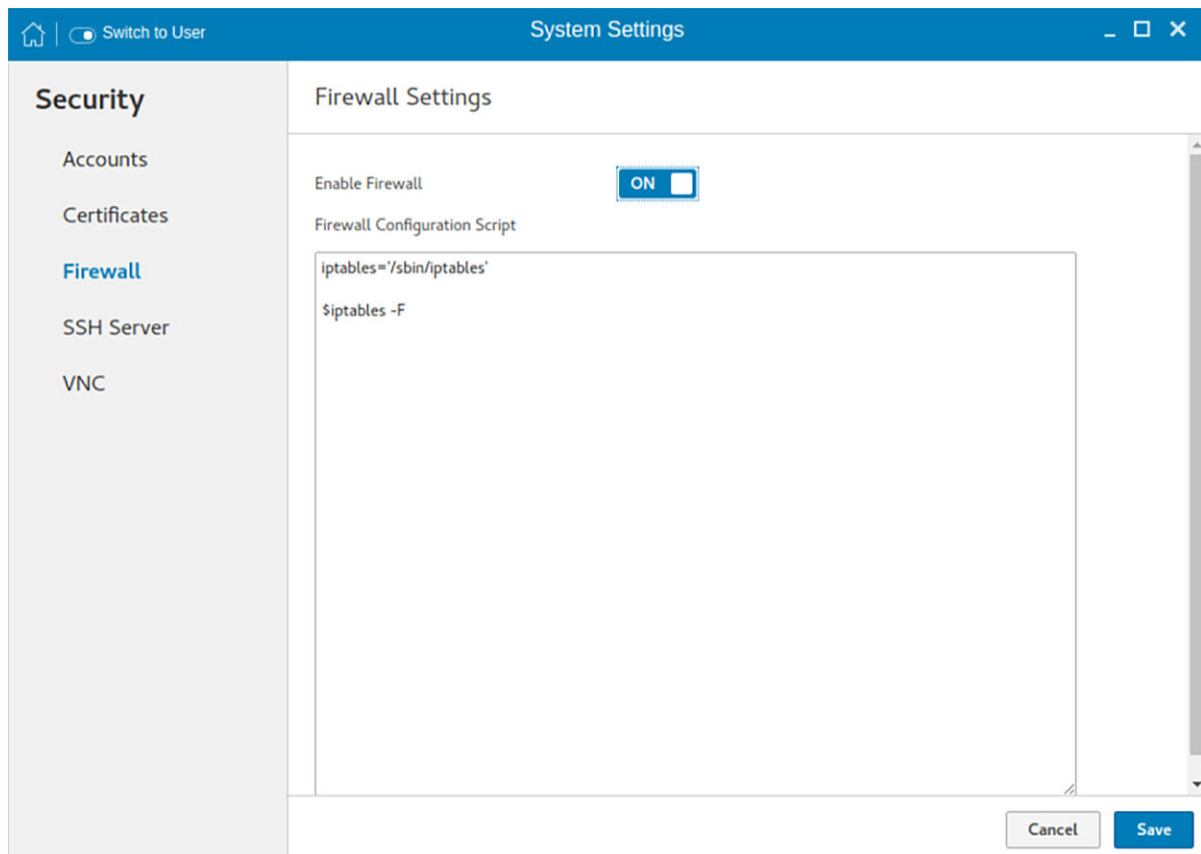 Switch to User
System Settings
Security
Accounts
Certificates
Firewall
SSH Server
VNC
Firewall Settings
Enable Firewall
ON
Firewall Configuration Script
iptables='/sbin/iptables'
$iptables -F
Cancel
Save